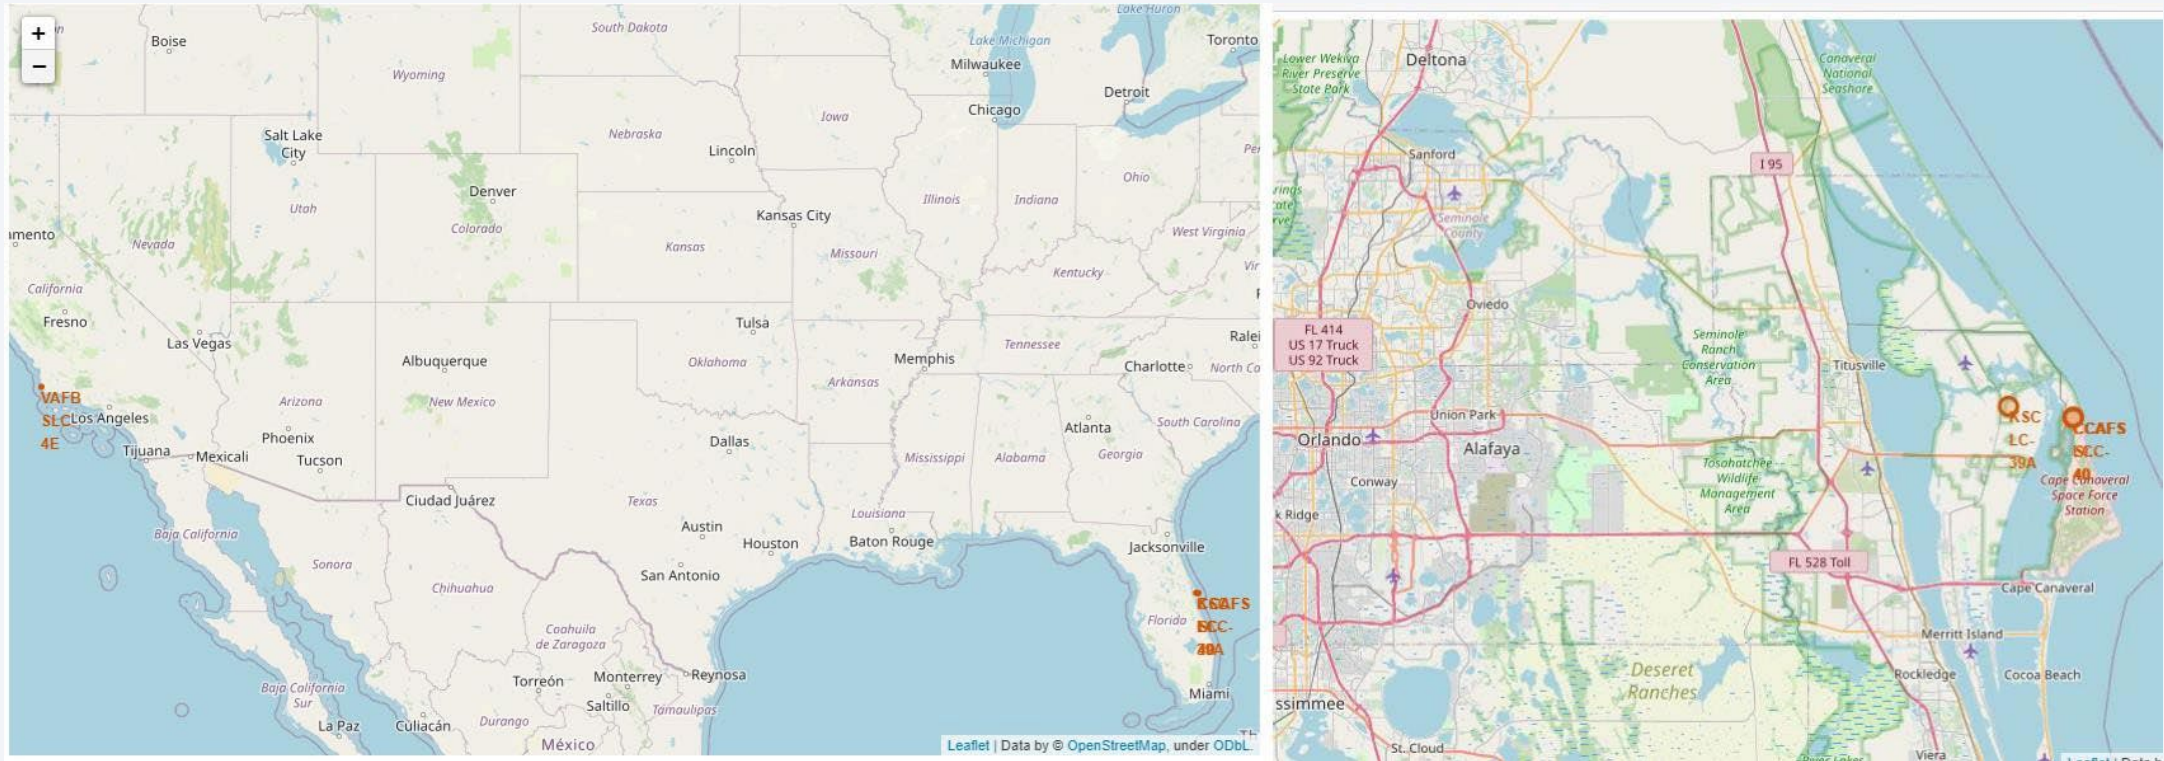 +
−
Boise
South Dakota
Lake Huron
Lake Michigan
Toronto
Wyoming
Milwaukee
Detroit
Chicago
Iowa
Salt Lake
City
Nebraska
Lincoln
Denver
Ohio
Utah
Illinois
Indiana
Kansas City
Colorado
Nevada
Kansas
Missouri
West Virginia
Kentucky
California
Fresno
Las Vegas
Tulsa
Albuquerque
Oklahoma
Memphis
Tennessee
Charlotte
Arkansas
VAFB
SLC-
4E
Los Angeles
Arizona
New Mexico
Phoenix
Tucson
Tijuana
Mexicali
Dallas
Atlanta
South Carolina
Mississippi
Alabama
Georgia
Ciudad Juárez
Texas
Louisiana
Baja California
Austin
Houston
Baton Rouge
Jacksonville
Sonora
Chihuahua
San Antonio
Florida
Coahuila
de Zaragoza
Torreón
Monterrey
Reynosa
Saltillo
Baja California
Sur
La Paz
Culiacán
Durango
Tamaulipas
México
Miami
Leaflet | Data by © OpenStreetMap, under ODbL.
Lower Wekiva
River Preserve
State Park
Deltona
Canaveral
National
Seashore
Sanford
I 95
Seminole
County
Oviedo
FL 414
US 17 Truck
US 92 Truck
Seminole
Ranch
Conservation
Area
Titusville
Union Park
Orlando
Alafaya
KSC
LC-
39A
CCAFS
Conway
Tosohatchee
Wildlife
Management
Area
Cape Canaveral
Space Force
Station
k Ridge
FL 528 Toll
Cape Canaveral
Merritt Island
Deseret
Ranches
Rockledge
Cocoa Beach
ssimmee
St. Cloud
Viera